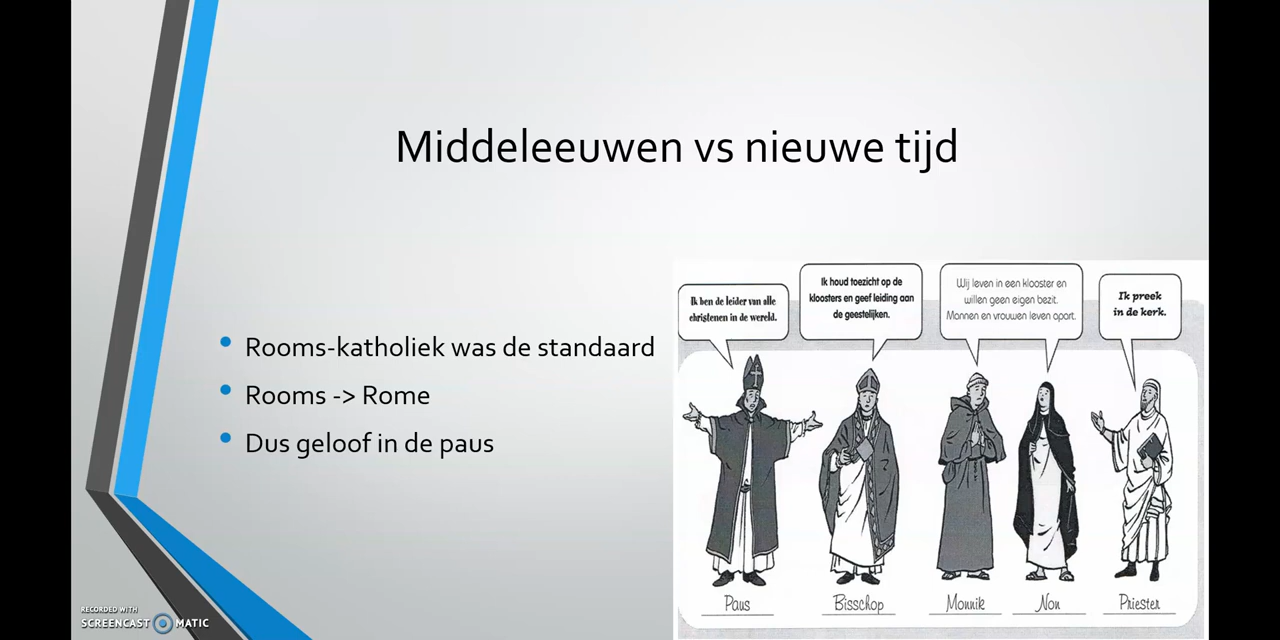 Middeleeuwen vs nieuwe tijd
Rooms-katholiek was de standaard
Rooms -> Rome
Dus geloof in de paus
Ik ben de leider van alle
christenen in de wereld.
Ik houd toezicht op de
kloosters en geef leiding aan
de geestelijken.
Wij leven in een klooster en
willen geen eigen bezit.
Mannen en vrouwen leven apart.
Ik preek
in de kerk.
Paus
Bisschop
Monnik
Non
Priester
RECORDED WITH
SCREENCAST MATIC